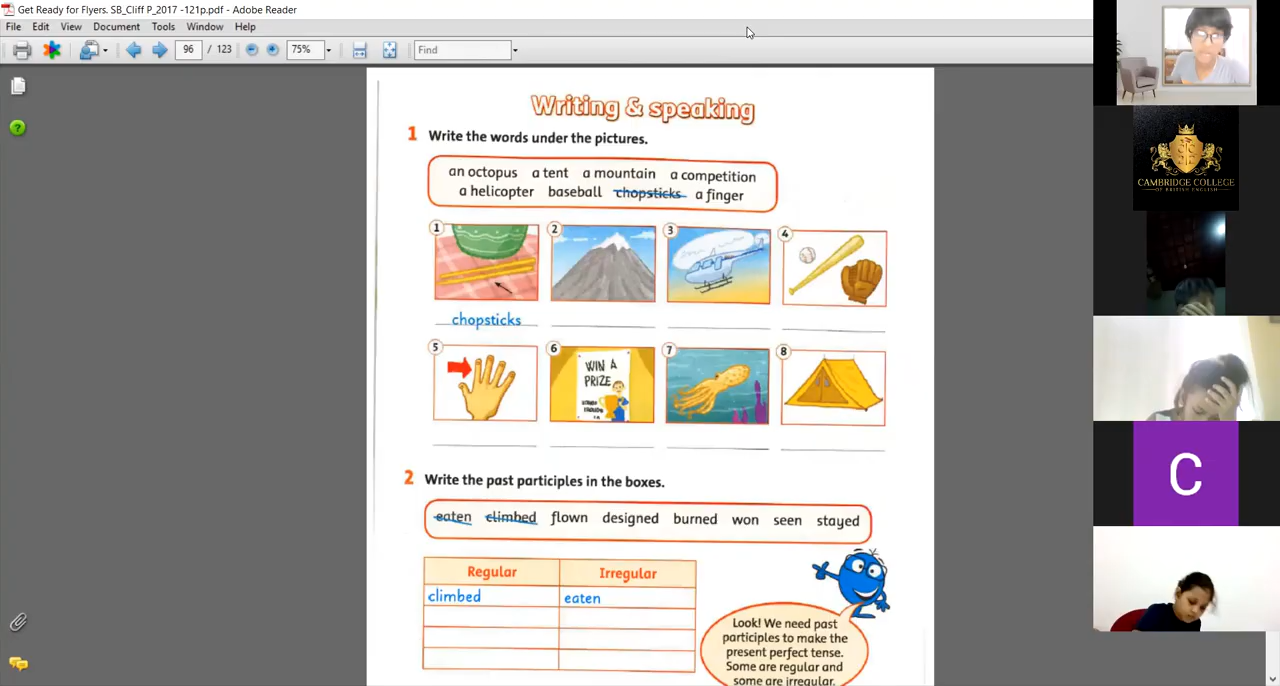 Get Ready for Flyers. SB_Cliff P_2017 -121p.pdf - Adobe Reader
File Edit View Document Tools Window Help
96 / 123 75% Find
Writing & speaking
1 Write the words under the pictures.
an octopus a tent a mountain a competition
a helicopter baseball chopsticks a finger
1 2 3 4
chopsticks
5 6 7 8
WIN A
PRIZE
2 Write the past participles in the boxes.
eaten climbed flown designed burned won seen stayed
Regular Irregular
climbed eaten
Look! We need past
participles to make the
present perfect tense.
Some are regular and
some are irregular.
CAMBRIDGE COLLEGE
OF BRITISH ENGLISH
C